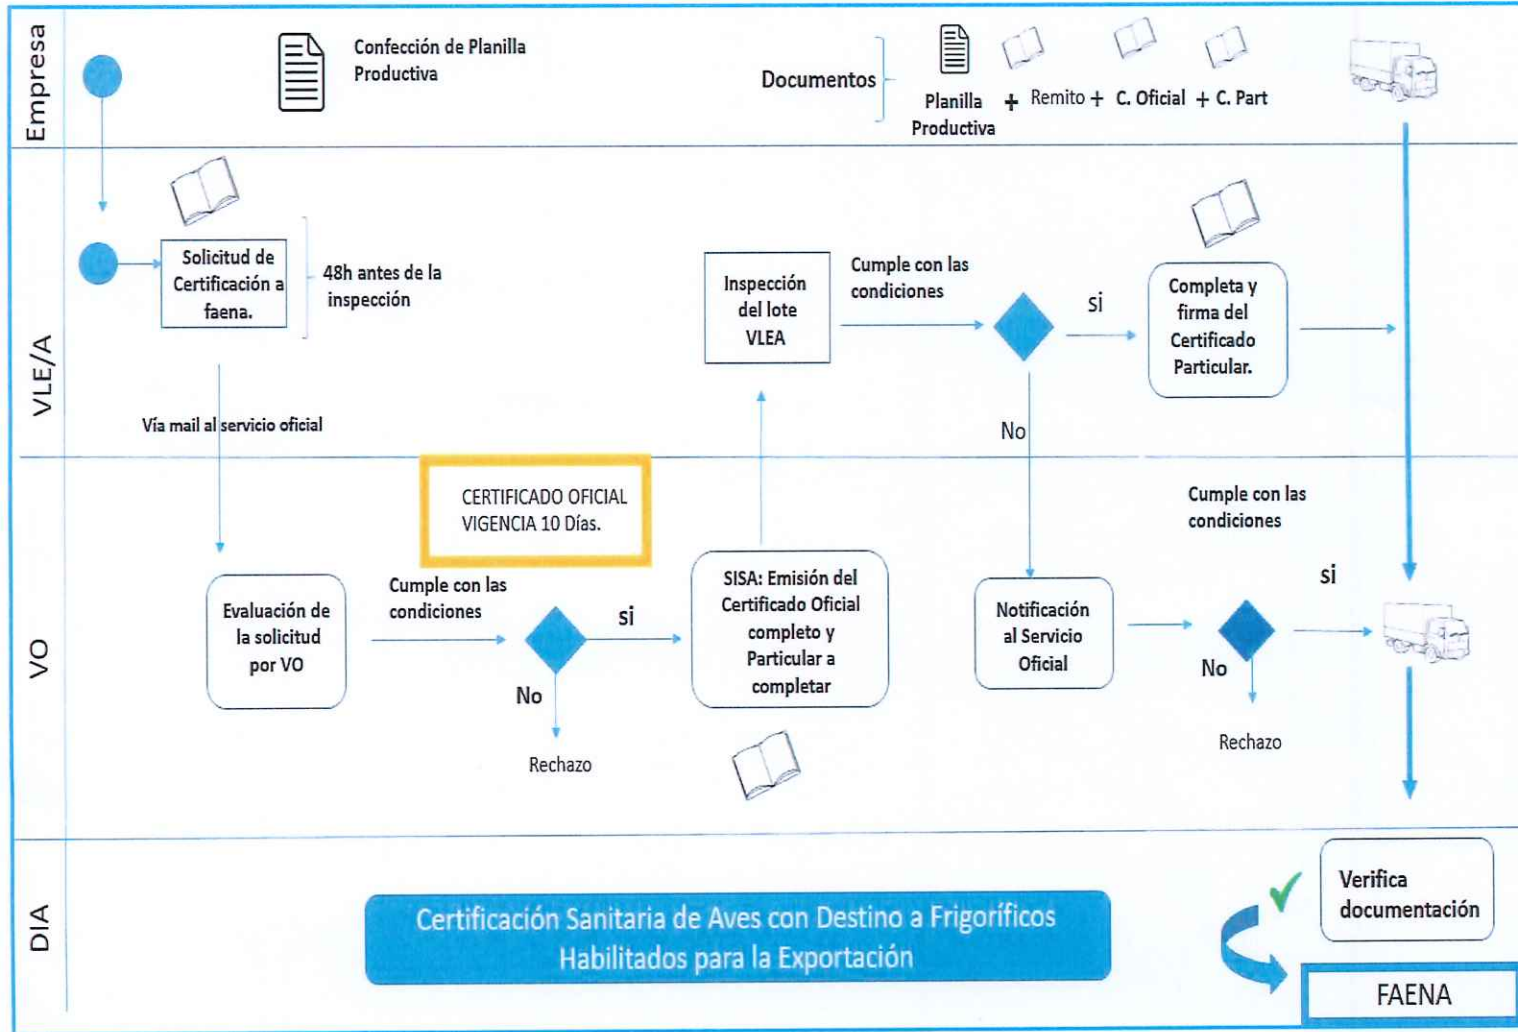 Empresa
Confección de Planilla
Productiva
Documentos
Planilla
Productiva
+
Remito
+
C. Oficial
+
C. Part
VLE/A
Solicitud de
Certificación a
faena.
48h antes de la
inspección
Vía mail al servicio oficial
Inspección
del lote
VLEA
Cumple con las
condiciones
si
No
Completa y
firma del
Certificado
Particular.
VO
CERTIFICADO OFICIAL
VIGENCIA 10 Días.
Evaluación de
la solicitud
por VO
Cumple con las
condiciones
si
No
Rechazo
SISA: Emisión del
Certificado Oficial
completo y
Particular a
completar
Notificación
al Servicio
Oficial
Cumple con las
condiciones
si
No
Rechazo
DIA
Certificación Sanitaria de Aves con Destino a Frigoríficos
Habilitados para la Exportación
Verifica
documentación
FAENA